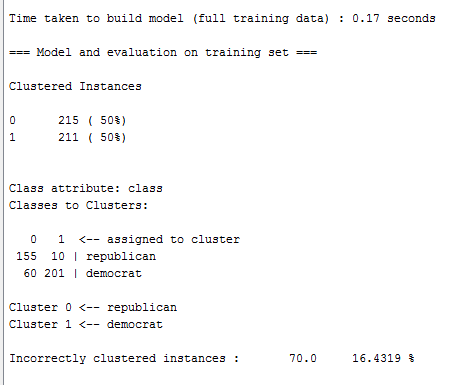 Time taken to build model (full training data) : 0.17 seconds
=== Model and evaluation on training set ===
Clustered Instances
0      215 ( 50%)
1      211 ( 50%)
Class attribute: class
Classes to Clusters:
   0   1  <-- assigned to cluster
 155  10 | republican
  60 201 | democrat
Cluster 0 <-- republican
Cluster 1 <-- democrat
Incorrectly clustered instances :       70.0     16.4319 %